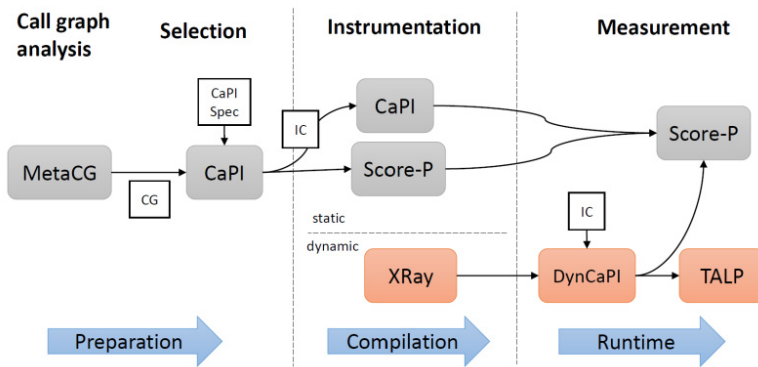 Call graph
analysis
Selection
Instrumentation
Measurement
CaPI
Spec
IC
CaPI
MetaCG
CG
CaPI
Score-P
Score-P
static
dynamic
IC
XRay
DynCaPI
TALP
Preparation
Compilation
Runtime